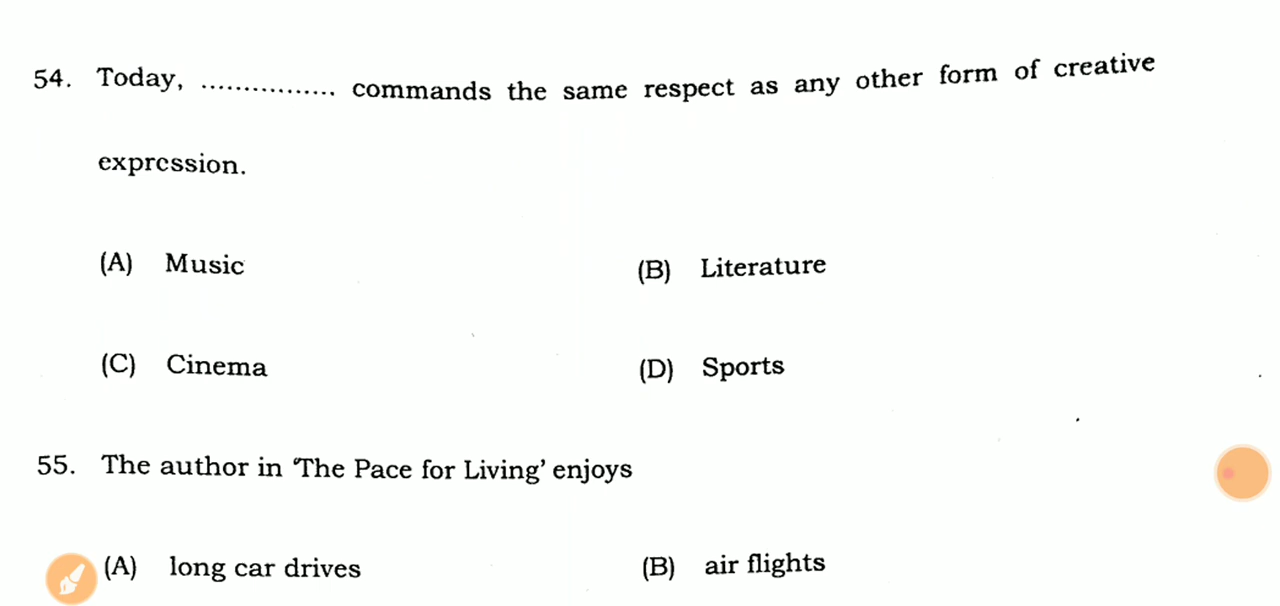 54. Today, ................ commands the same respect as any other form of creative
expression.
(A) Music (B) Literature
(C) Cinema (D) Sports
55. The author in 'The Pace for Living' enjoys
(A) long car drives (B) air flights